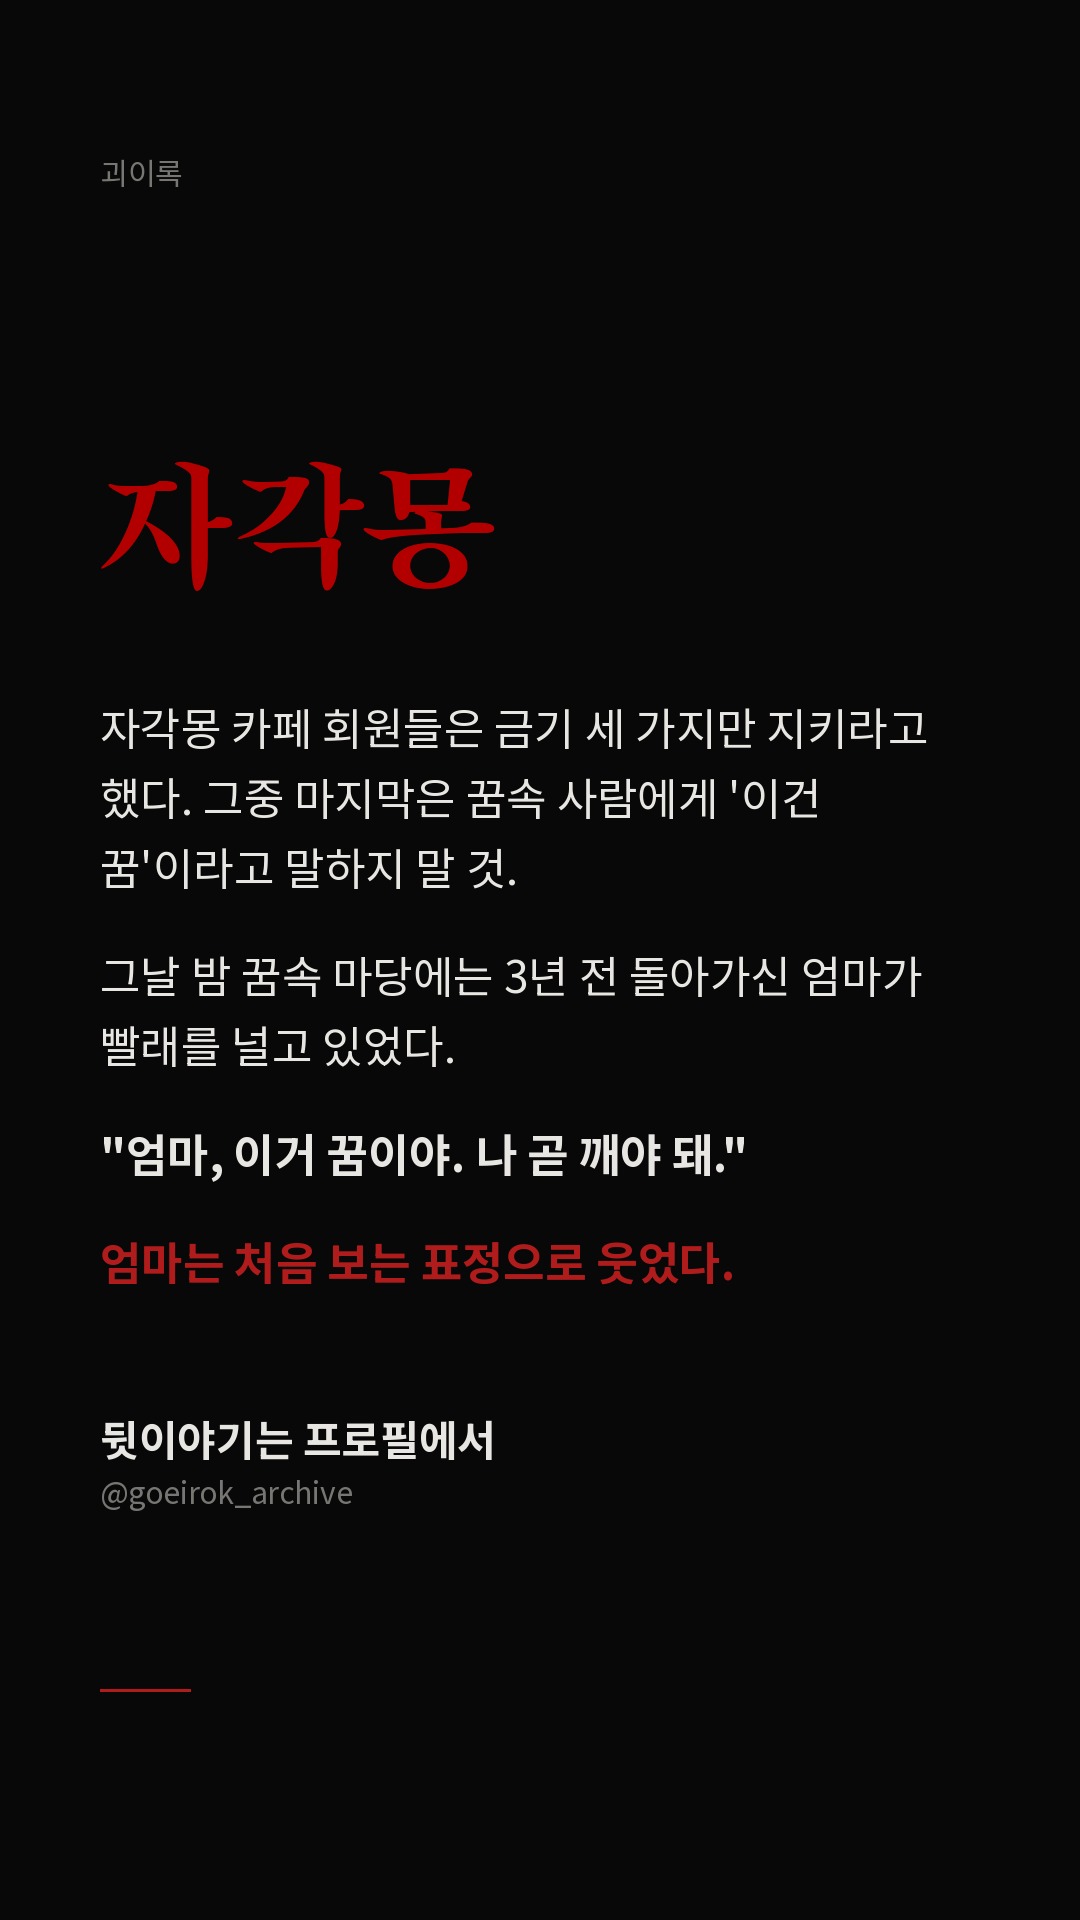 괴이록
자각몽
자각몽 카페 회원들은 금기 세 가지만 지키라고
했다. 그중 마지막은 꿈속 사람에게 '이건
꿈'이라고 말하지 말 것.
그날 밤 꿈속 마당에는 3년 전 돌아가신 엄마가
빨래를 널고 있었다.
"엄마, 이거 꿈이야. 나 곧 깨야 돼."
엄마는 처음 보는 표정으로 웃었다.
뒷이야기는 프로필에서
@goeirok_archive